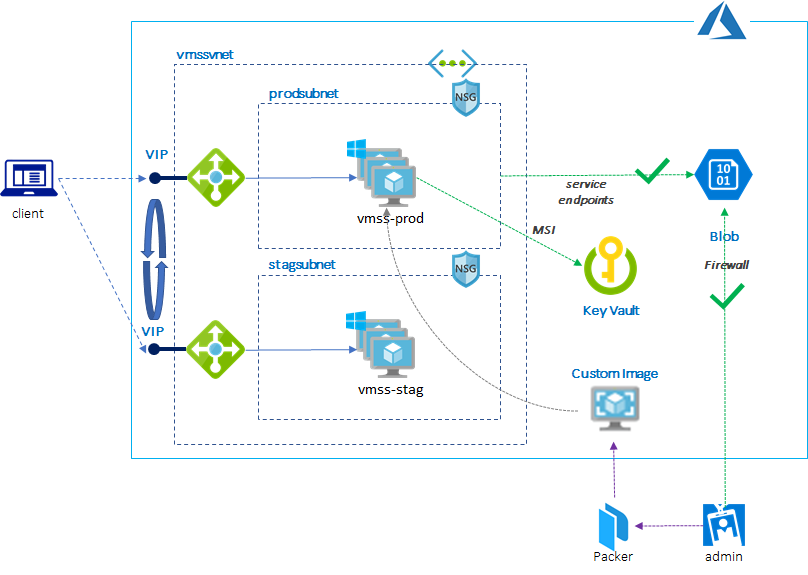 vmssvnet
prodsubnet
NSG
VIP
10
01
vmss-prod
service
endpoints
client
MSI
Blob
stagsubnet
NSG
Firewall
Key Vault
VIP
Custom Image
vmss-stag
Packer
admin